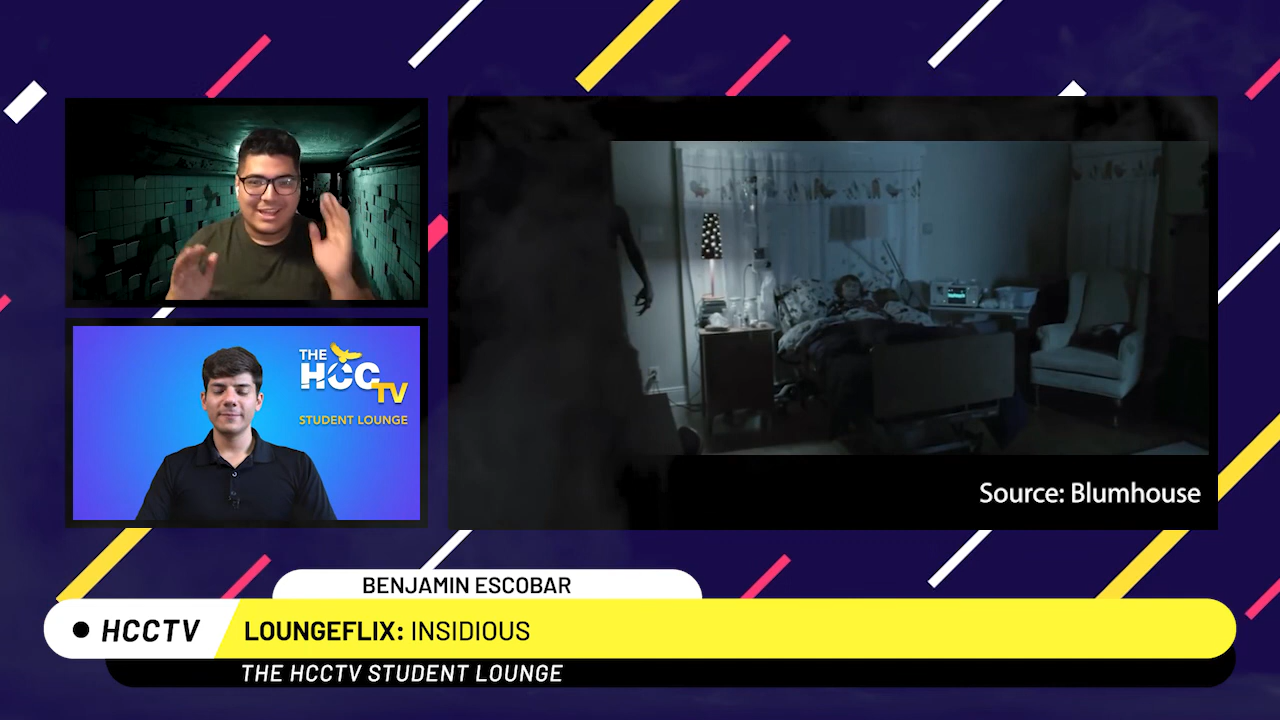 THE
HCC
TV
STUDENT LOUNGE
Source: Blumhouse
BENJAMIN ESCOBAR
HCCTV
LOUNGEFLIX: INSIDIOUS
THE HCCTV STUDENT LOUNGE